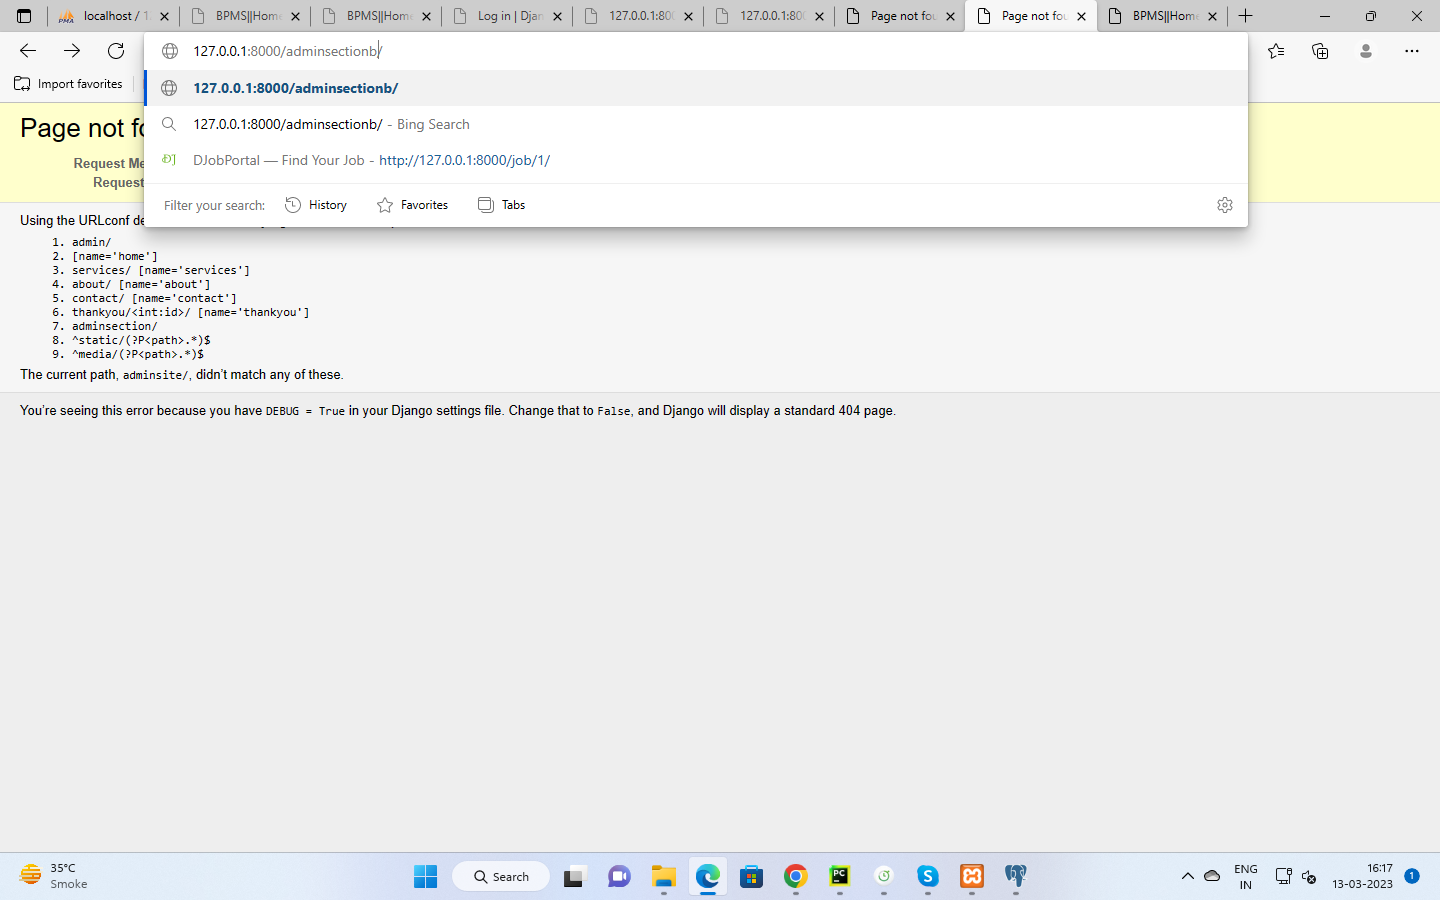 localhost / 1
BPMS||Home
BPMS||Home
Log in | Djan
127.0.0.1:800
127.0.0.1:800
Page not fou
Page not fou
BPMS||Home
127.0.0.1:8000/adminsectionb/
Import favorites
127.0.0.1:8000/adminsectionb/
127.0.0.1:8000/adminsectionb/ - Bing Search
DJ DJobPortal — Find Your Job - http://127.0.0.1:8000/job/1/
Filter your search: History Favorites Tabs
Page not fo
Request Me
Request
Using the URLconf de
1. admin/
2. [name='home']
3. services/ [name='services']
4. about/ [name='about']
5. contact/ [name='contact']
6. thankyou/<int:id>/ [name='thankyou']
7. adminsection/
8. ^static/(?P<path>.*)$
9. ^media/(?P<path>.*)$
The current path, adminsite/, didn't match any of these.
You're seeing this error because you have DEBUG = True in your Django settings file. Change that to False, and Django will display a standard 404 page.
35°C
Smoke
Search
PC
S
ENG
IN
16:17
13-03-2023
1